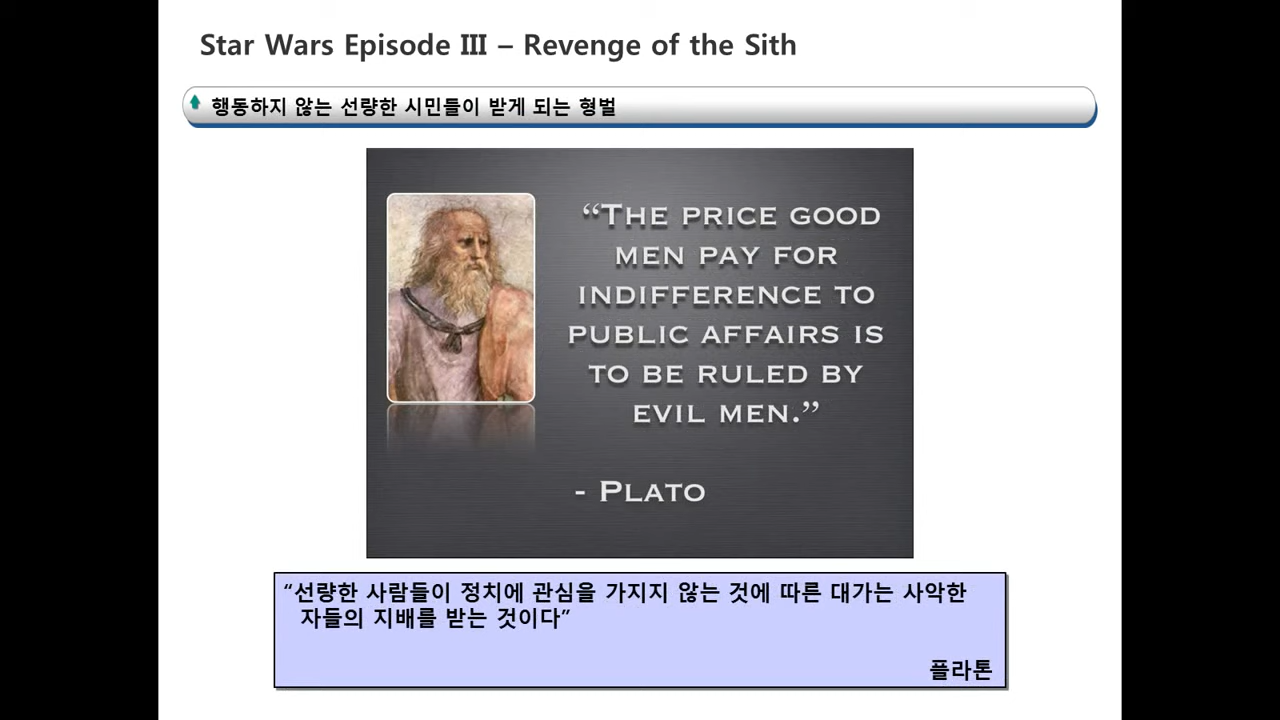 Star Wars Episode III – Revenge of the Sith
행동하지 않는 선량한 시민들이 받게 되는 형벌
“THE PRICE GOOD
MEN PAY FOR
INDIFFERENCE TO
PUBLIC AFFAIRS IS
TO BE RULED BY
EVIL MEN.”
- PLATO
“선량한 사람들이 정치에 관심을 가지지 않는 것에 따른 대가는 사악한
자들의 지배를 받는 것이다”
플라톤